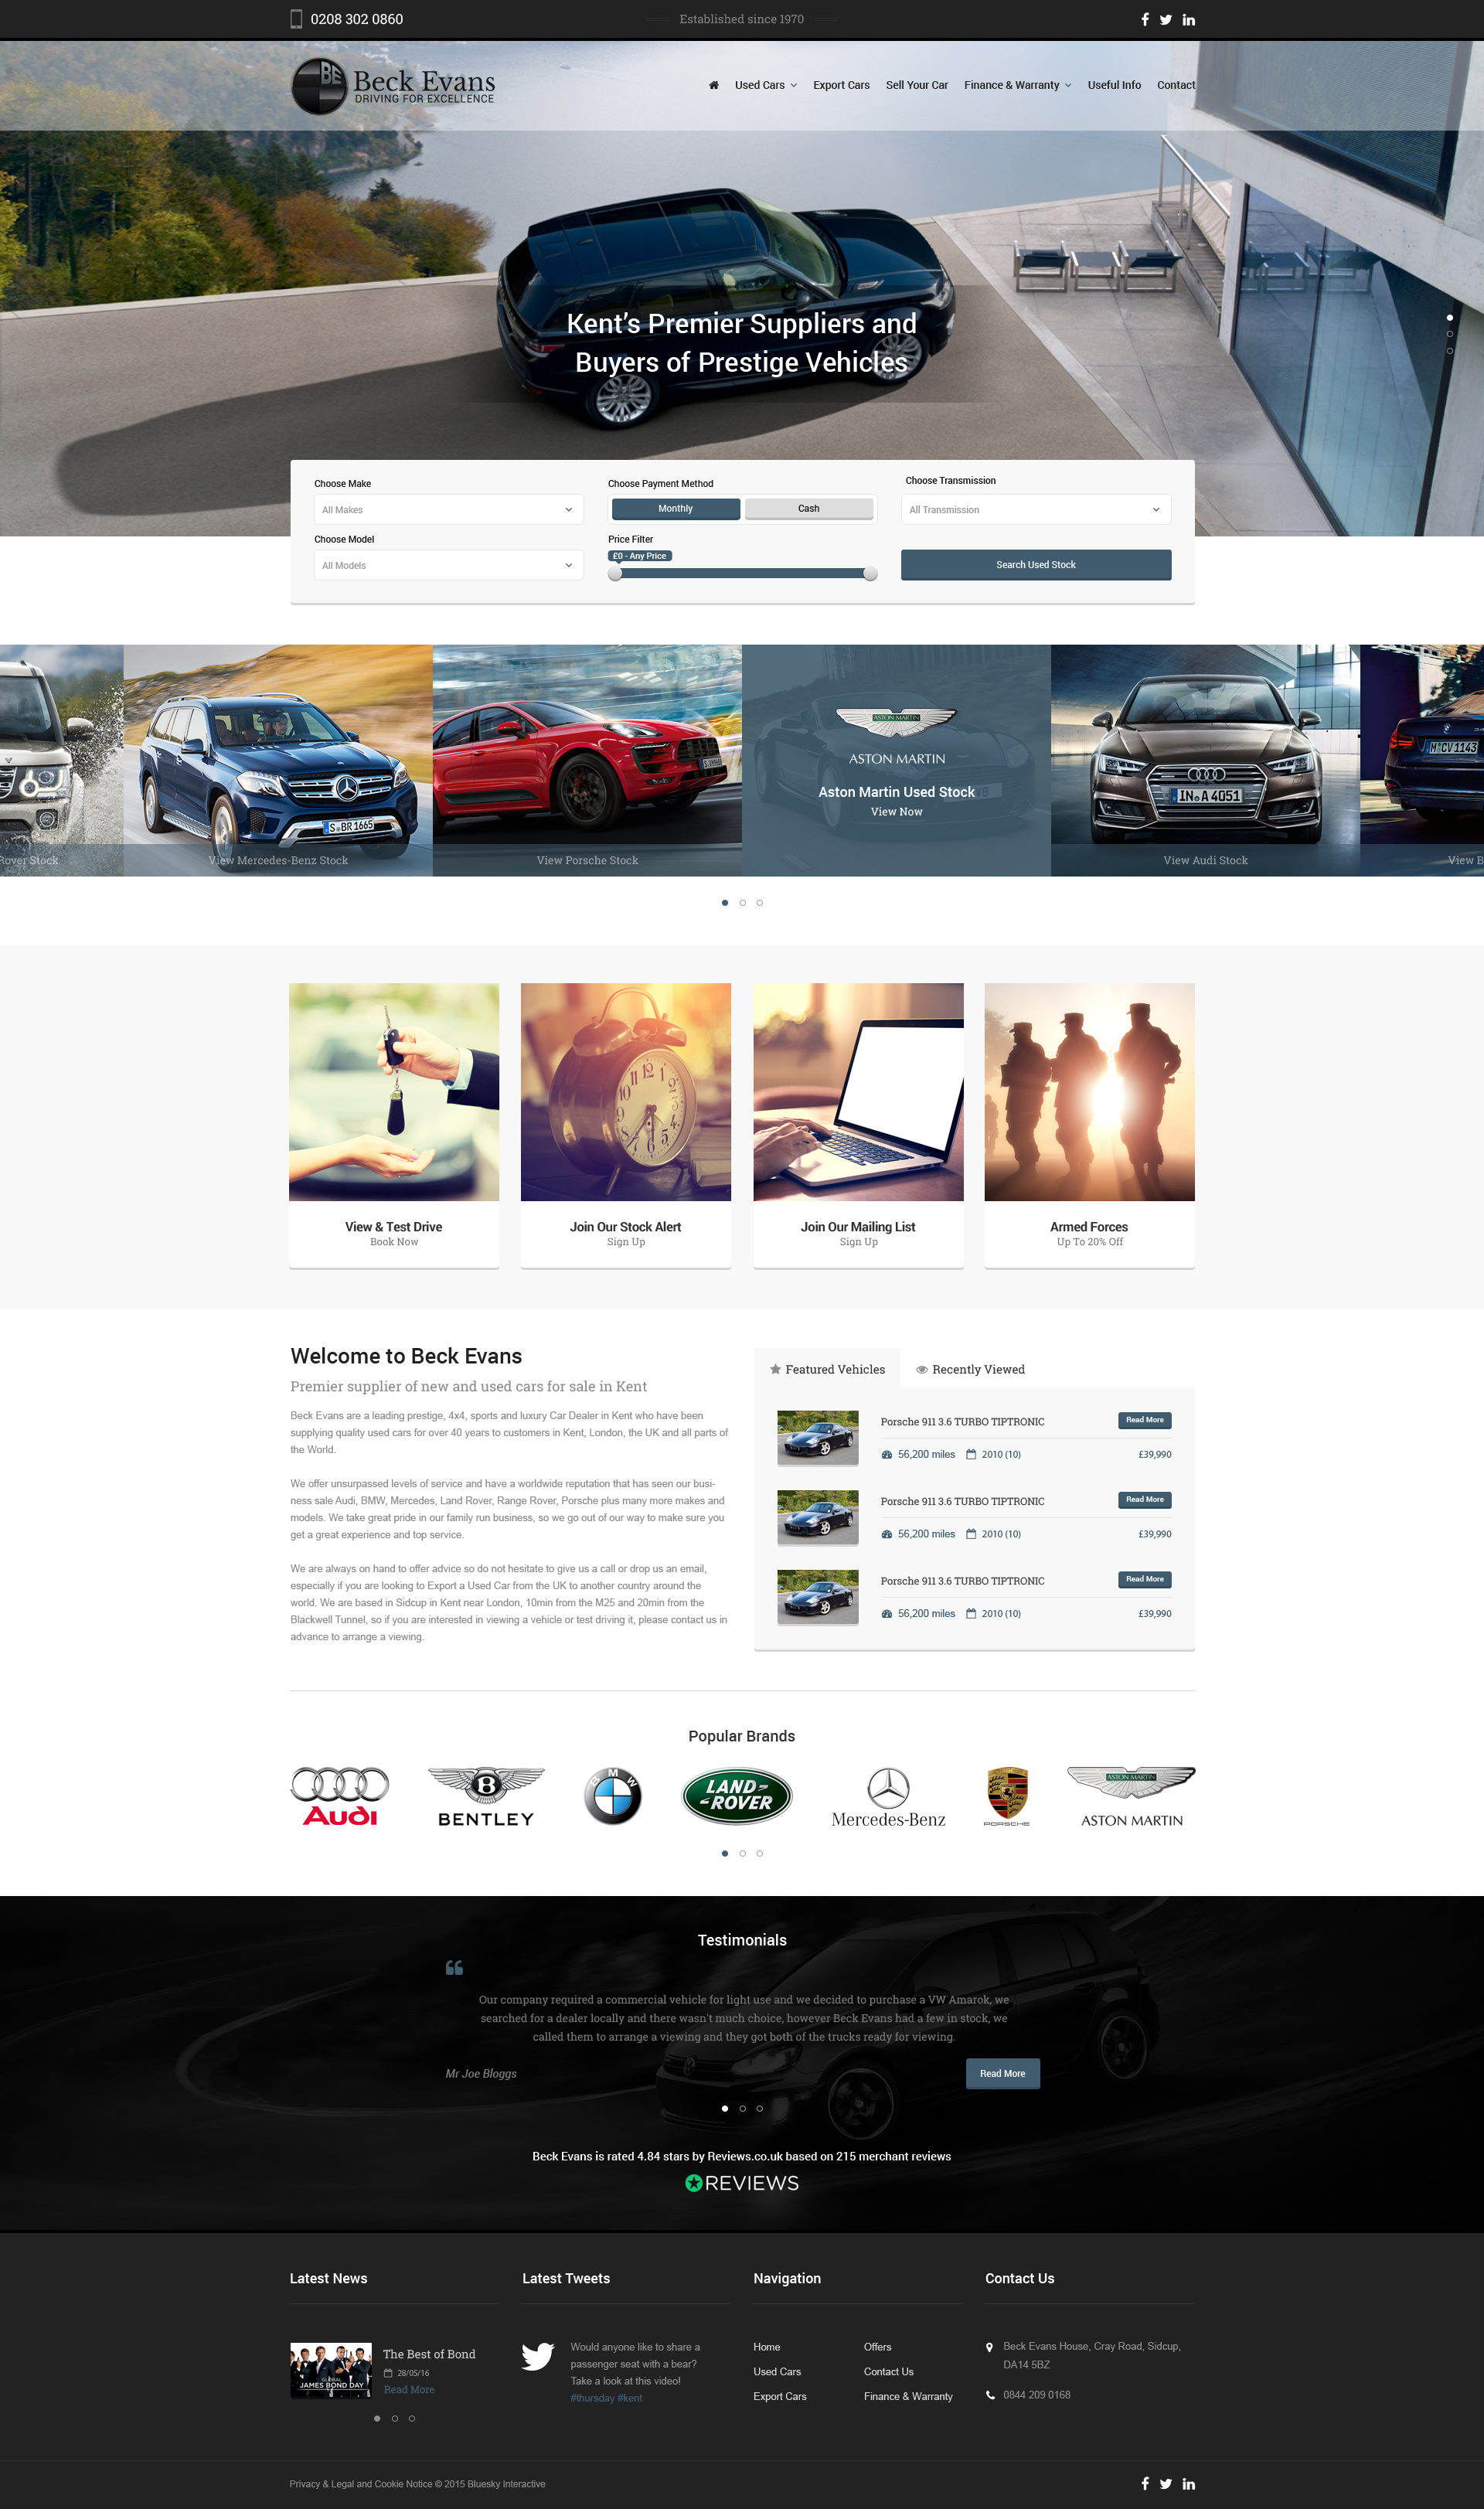 0208 302 0860
Established since 1970
BE
Beck Evans
DRIVING FOR EXCELLENCE
Used Cars
Export Cars
Sell Your Car
Finance & Warranty
Useful Info
Contact
Kent’s Premier Suppliers and
Buyers of Prestige Vehicles
Choose Make
All Makes
Choose Model
All Models
Choose Payment Method
Monthly
Cash
Price Filter
£0 - Any Price
Choose Transmission
All Transmission
Search Used Stock
Rover Stock
S BR 1665
View Mercedes-Benz Stock
View Porsche Stock
ASTON MARTIN
ASTON MARTIN
Aston Martin Used Stock
View Now
IN A 4051
View Audi Stock
M CV 1143
View B
View & Test Drive
Book Now
Join Our Stock Alert
Sign Up
Join Our Mailing List
Sign Up
Armed Forces
Up To 20% Off
Welcome to Beck Evans
Premier supplier of new and used cars for sale in Kent
Beck Evans are a leading prestige, 4x4, sports and luxury Car Dealer in Kent who have been
supplying quality used cars for over 40 years to customers in Kent, London, the UK and all parts of
the World.
We offer unsurpassed levels of service and have a worldwide reputation that has seen our busi-
ness sale Audi, BMW, Mercedes, Land Rover, Range Rover, Porsche plus many more makes and
models. We take great pride in our family run business, so we go out of our way to make sure you
get a great experience and top service.
We are always on hand to offer advice so do not hesitate to give us a call or drop us an email,
especially if you are looking to Export a Used Car from the UK to another country around the
world. We are based in Sidcup in Kent near London, 10min from the M25 and 20min from the
Blackwell Tunnel, so if you are interested in viewing a vehicle or test driving it, please contact us in
advance to arrange a viewing.
Featured Vehicles
Recently Viewed
Porsche 911 3.6 TURBO TIPTRONIC
Read More
56,200 miles
2010 (10)
£39,990
Porsche 911 3.6 TURBO TIPTRONIC
Read More
56,200 miles
2010 (10)
£39,990
Porsche 911 3.6 TURBO TIPTRONIC
Read More
56,200 miles
2010 (10)
£39,990
Popular Brands
Audi
B
BENTLEY
BMW
LAND-
ROVER
Mercedes-Benz
PORSCHE
ASTON MARTIN
ASTON MARTIN
Testimonials
Our company required a commercial vehicle for light use and we decided to purchase a VW Amarok, we
searched for a dealer locally and there wasn't much choice, however Beck Evans had a few in stock, we
called them to arrange a viewing and they got both of the trucks ready for viewing.
Mr Joe Bloggs
Read More
Beck Evans is rated 4.84 stars by Reviews.co.uk based on 215 merchant reviews
REVIEWS
Latest News
GLOBAL
JAMES BOND DAY
The Best of Bond
28/05/16
Read More
Latest Tweets
Would anyone like to share a
passenger seat with a bear?
Take a look at this video!
#thursday #kent
Navigation
Home
Used Cars
Export Cars
Offers
Contact Us
Finance & Warranty
Contact Us
Beck Evans House, Cray Road, Sidcup,
DA14 5BZ
0844 209 0168
Privacy & Legal and Cookie Notice © 2015 Bluesky Interactive